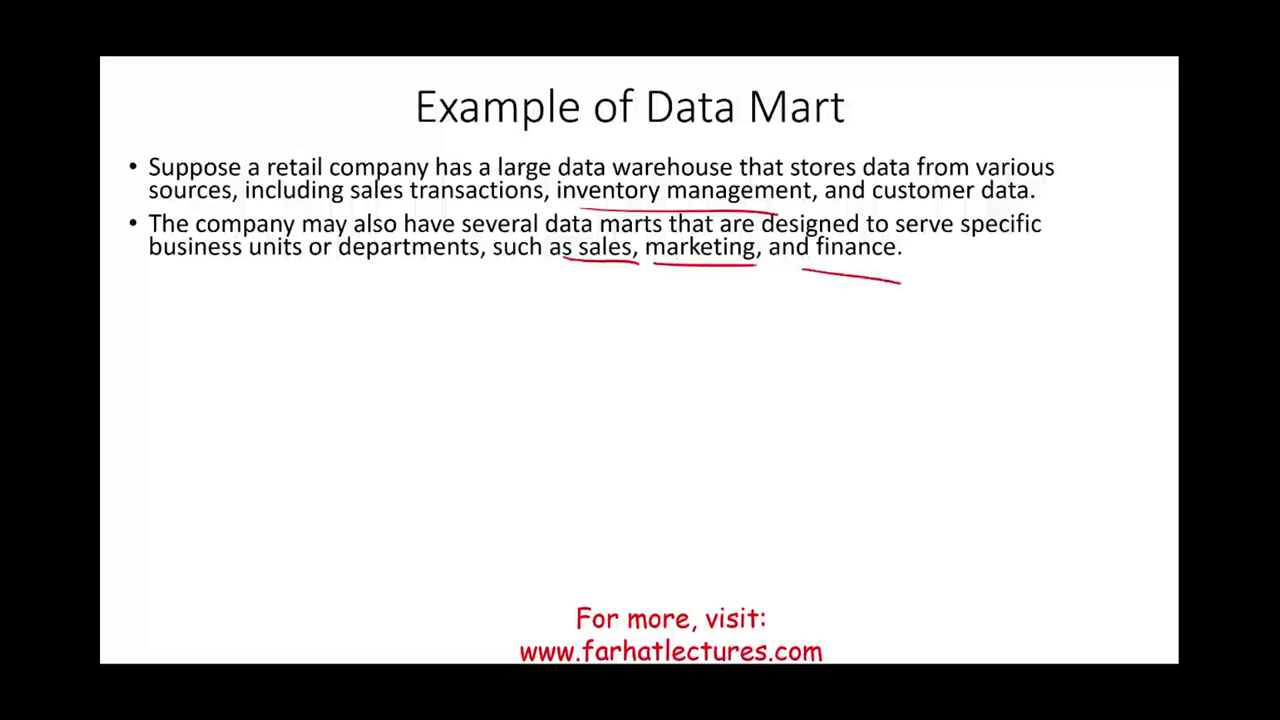 Example of Data Mart
• Suppose a retail company has a large data warehouse that stores data from various
sources, including sales transactions, inventory management, and customer data.
• The company may also have several data marts that are designed to serve specific
business units or departments, such as sales, marketing, and finance.
For more, visit:
www.farhatlectures.com